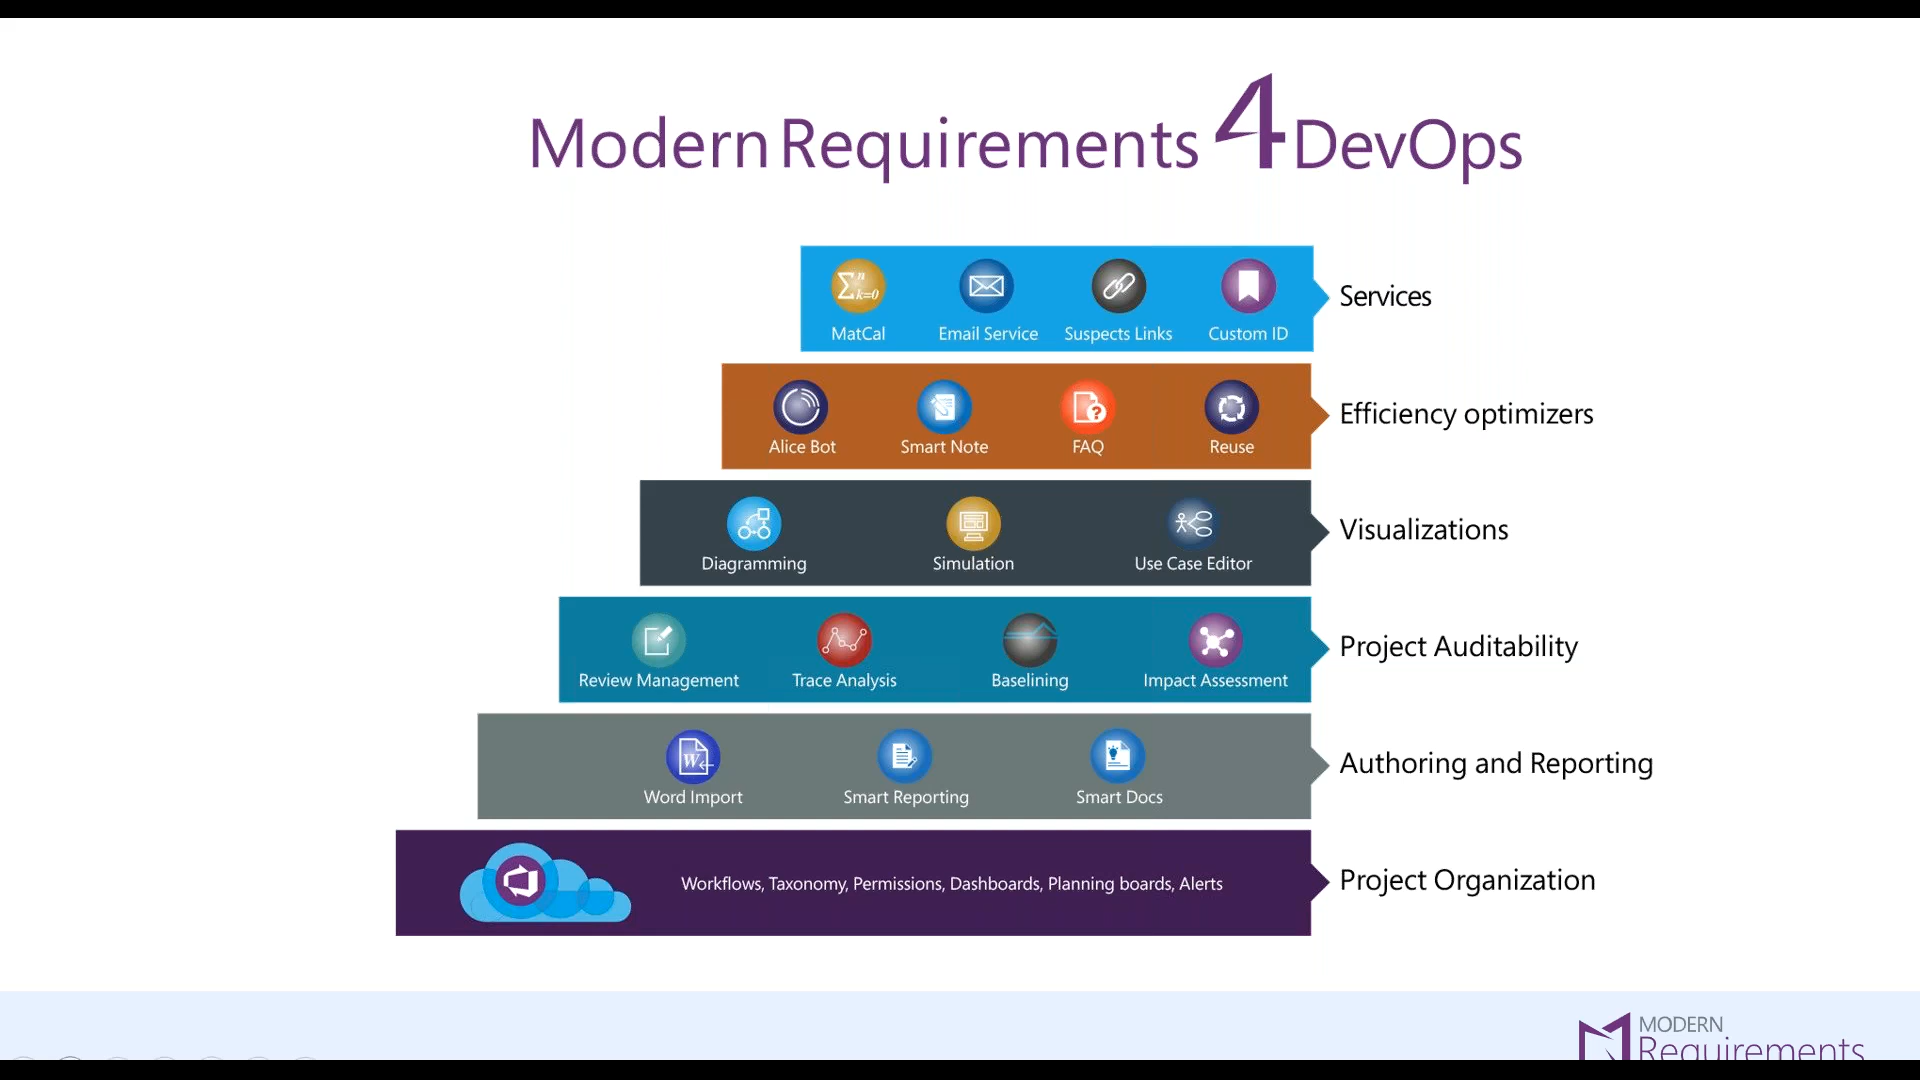 Modern Requirements 4 DevOps
Σ n k=0
MatCal Email Service Suspects Links Custom ID
Services
Alice Bot Smart Note FAQ Reuse
Efficiency optimizers
Diagramming Simulation Use Case Editor
Visualizations
Review Management Trace Analysis Baselining Impact Assessment
Project Auditability
W
Word Import Smart Reporting Smart Docs
Authoring and Reporting
Workflows, Taxonomy, Permissions, Dashboards, Planning boards, Alerts
Project Organization
MODERN
Requirements